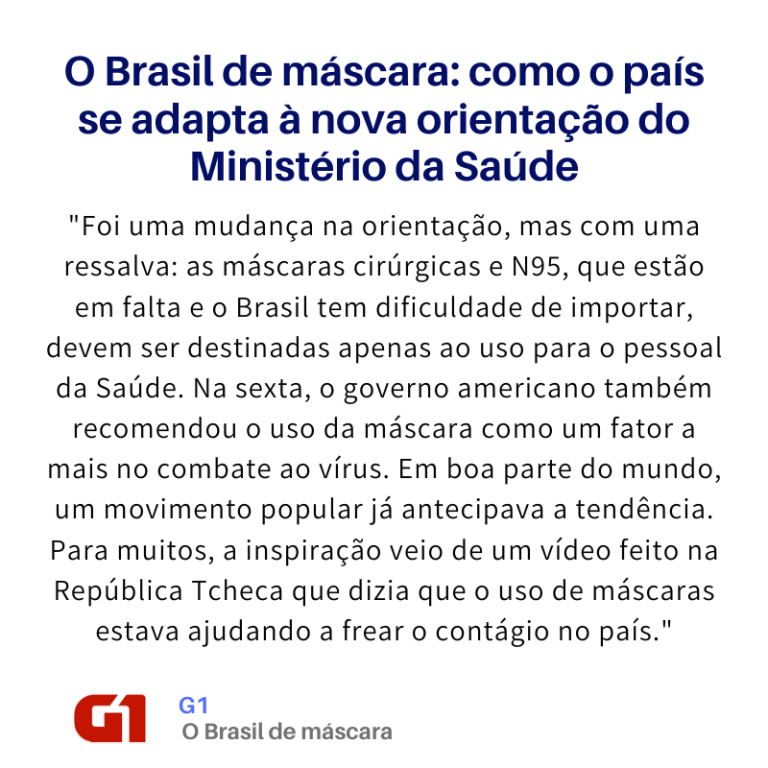 O Brasil de máscara: como o país
se adapta à nova orientação do
Ministério da Saúde
"Foi uma mudança na orientação, mas com uma
ressalva: as máscaras cirúrgicas e N95, que estão
em falta e o Brasil tem dificuldade de importar,
devem ser destinadas apenas ao uso para o pessoal
da Saúde. Na sexta, o governo americano também
recomendou o uso da máscara como um fator a
mais no combate ao vírus. Em boa parte do mundo,
um movimento popular já antecipava a tendência.
Para muitos, a inspiração veio de um vídeo feito na
República Tcheca que dizia que o uso de máscaras
estava ajudando a frear o contágio no país."
G1
G1
O Brasil de máscara